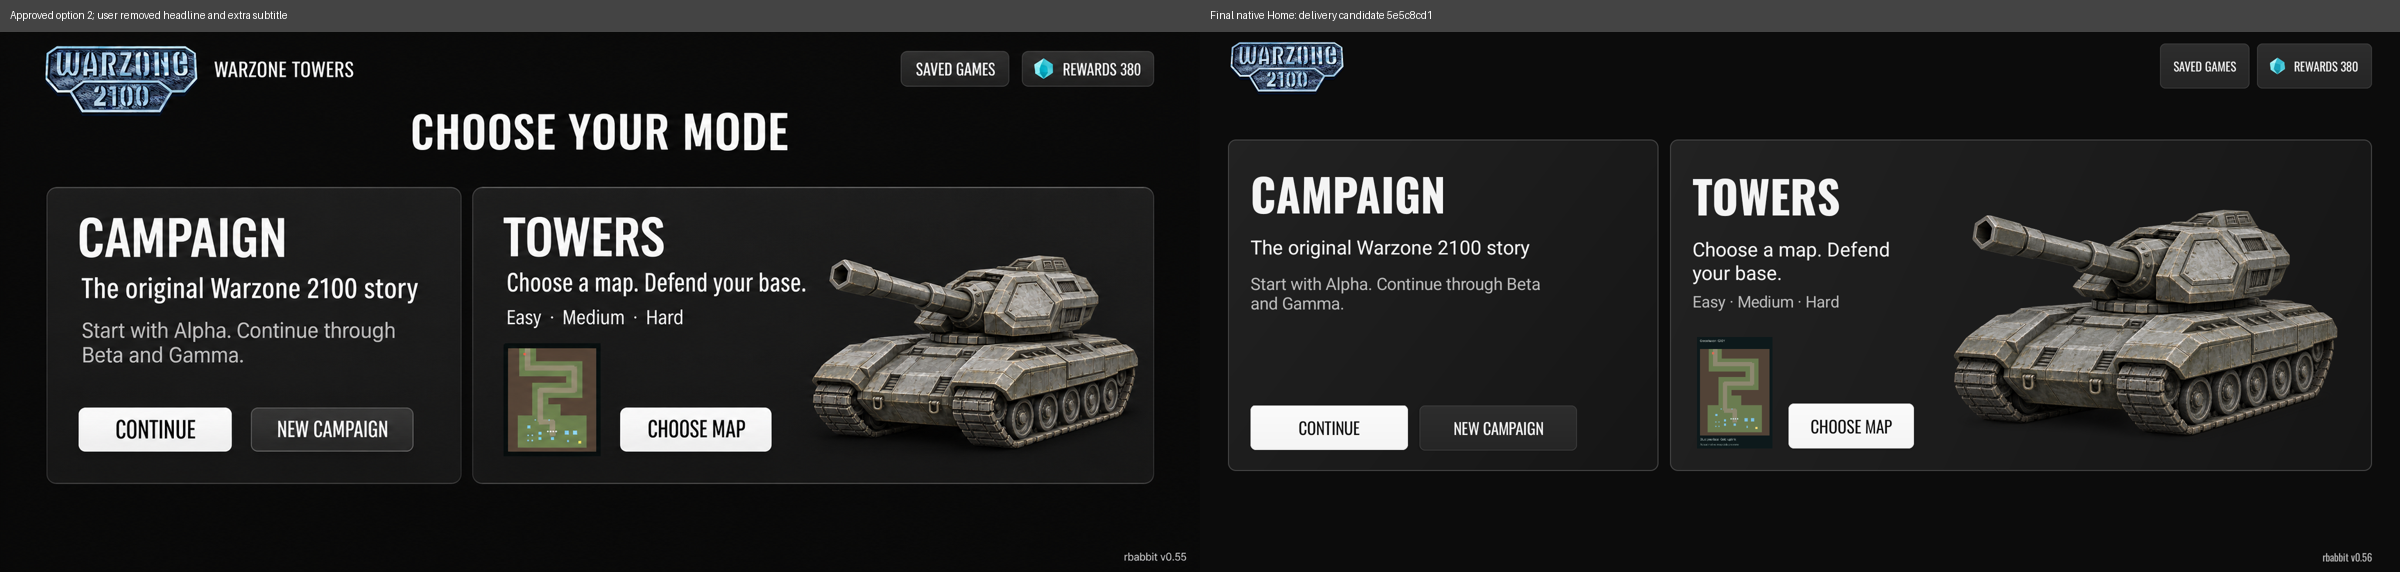 Approved option 2; user removed headline and extra subtitle
WARZONE
2100
WARZONE TOWERS
SAVED GAMES
REWARDS 380
CHOOSE YOUR MODE
CAMPAIGN
The original Warzone 2100 story
Start with Alpha. Continue through
Beta and Gamma.
CONTINUE
NEW CAMPAIGN
TOWERS
Choose a map. Defend your base.
Easy · Medium · Hard
CHOOSE MAP
rbabbit v0.55
Final native Home: delivery candidate 5e5c8cd1
WARZONE
2100
SAVED GAMES
REWARDS 380
CAMPAIGN
The original Warzone 2100 story
Start with Alpha. Continue through Beta
and Gamma.
CONTINUE
NEW CAMPAIGN
TOWERS
Choose a map. Defend
your base.
Easy · Medium · Hard
CHOOSE MAP
rbabbit v0.56